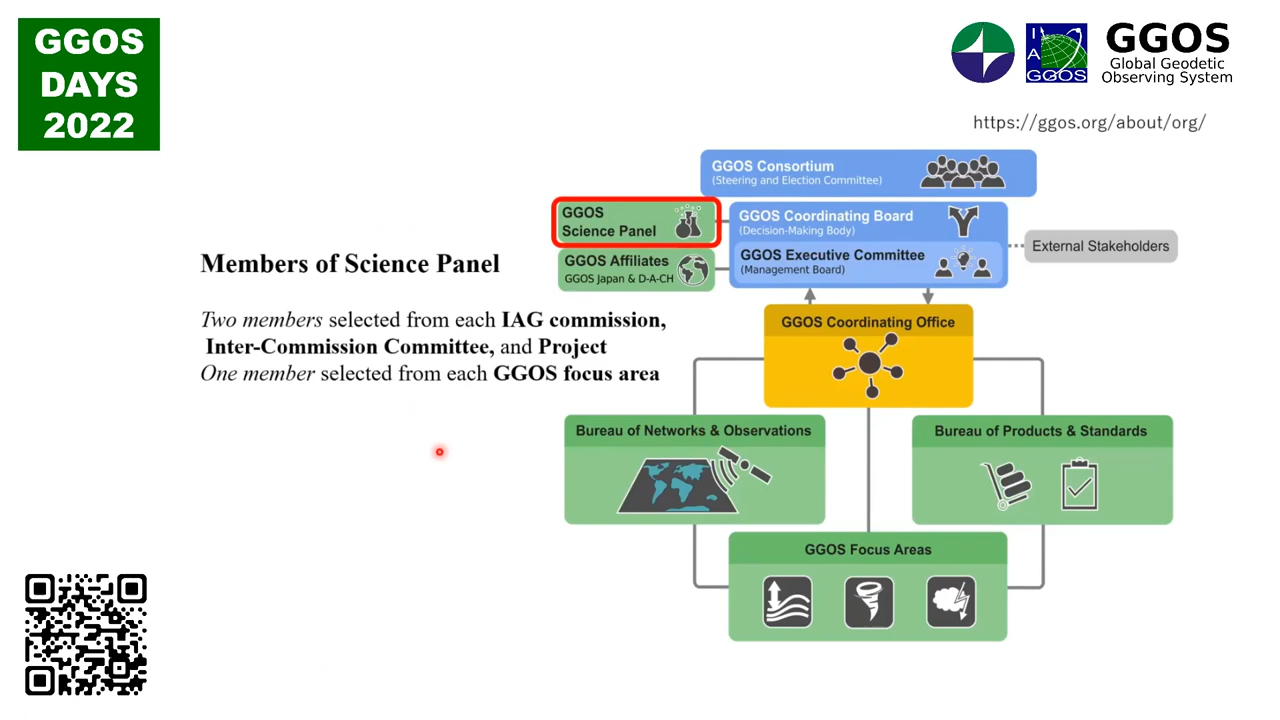 GGOS
DAYS
2022
I
A
G
GGOS
GGOS
Global Geodetic
Observing System
https://ggos.org/about/org/
GGOS Consortium
(Steering and Election Committee)
GGOS
Science Panel
GGOS Coordinating Board
(Decision-Making Body)
GGOS Executive Committee
(Management Board)
External Stakeholders
GGOS Affiliates
GGOS Japan & D-A-CH
Members of Science Panel
Two members selected from each IAG commission,
Inter-Commission Committee, and Project
One member selected from each GGOS focus area
GGOS Coordinating Office
Bureau of Networks & Observations
Bureau of Products & Standards
GGOS Focus Areas